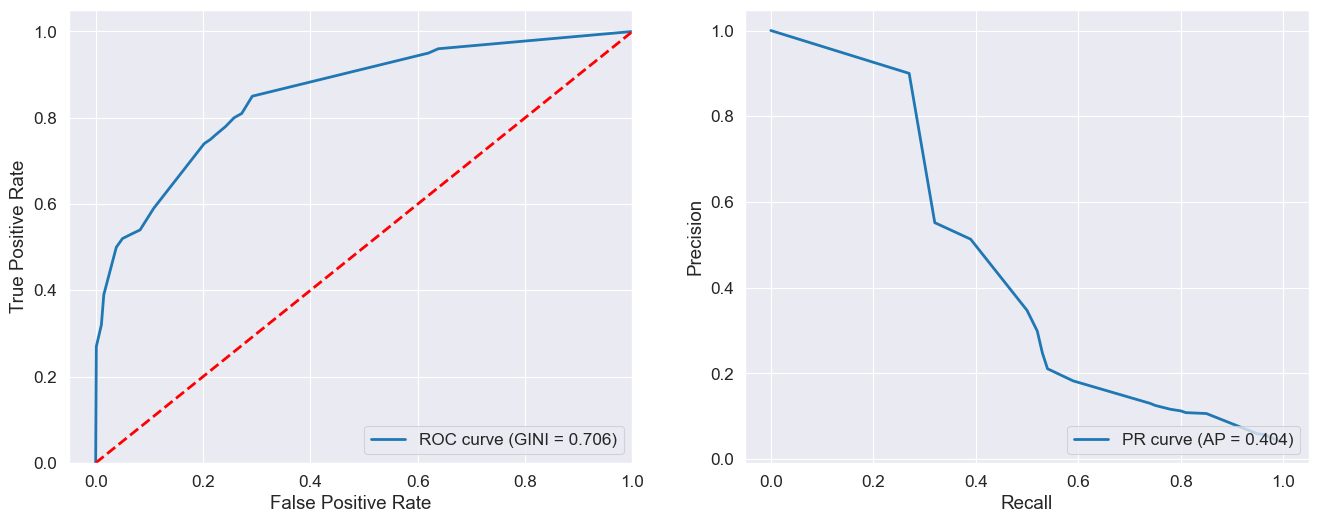 1.0
0.8
0.6
0.4
0.2
0.0
True Positive Rate
0.0 0.2 0.4 0.6 0.8 1.0
False Positive Rate
ROC curve (GINI = 0.706)
1.0
0.8
0.6
0.4
0.2
0.0
Precision
0.0 0.2 0.4 0.6 0.8 1.0
Recall
PR curve (AP = 0.404)